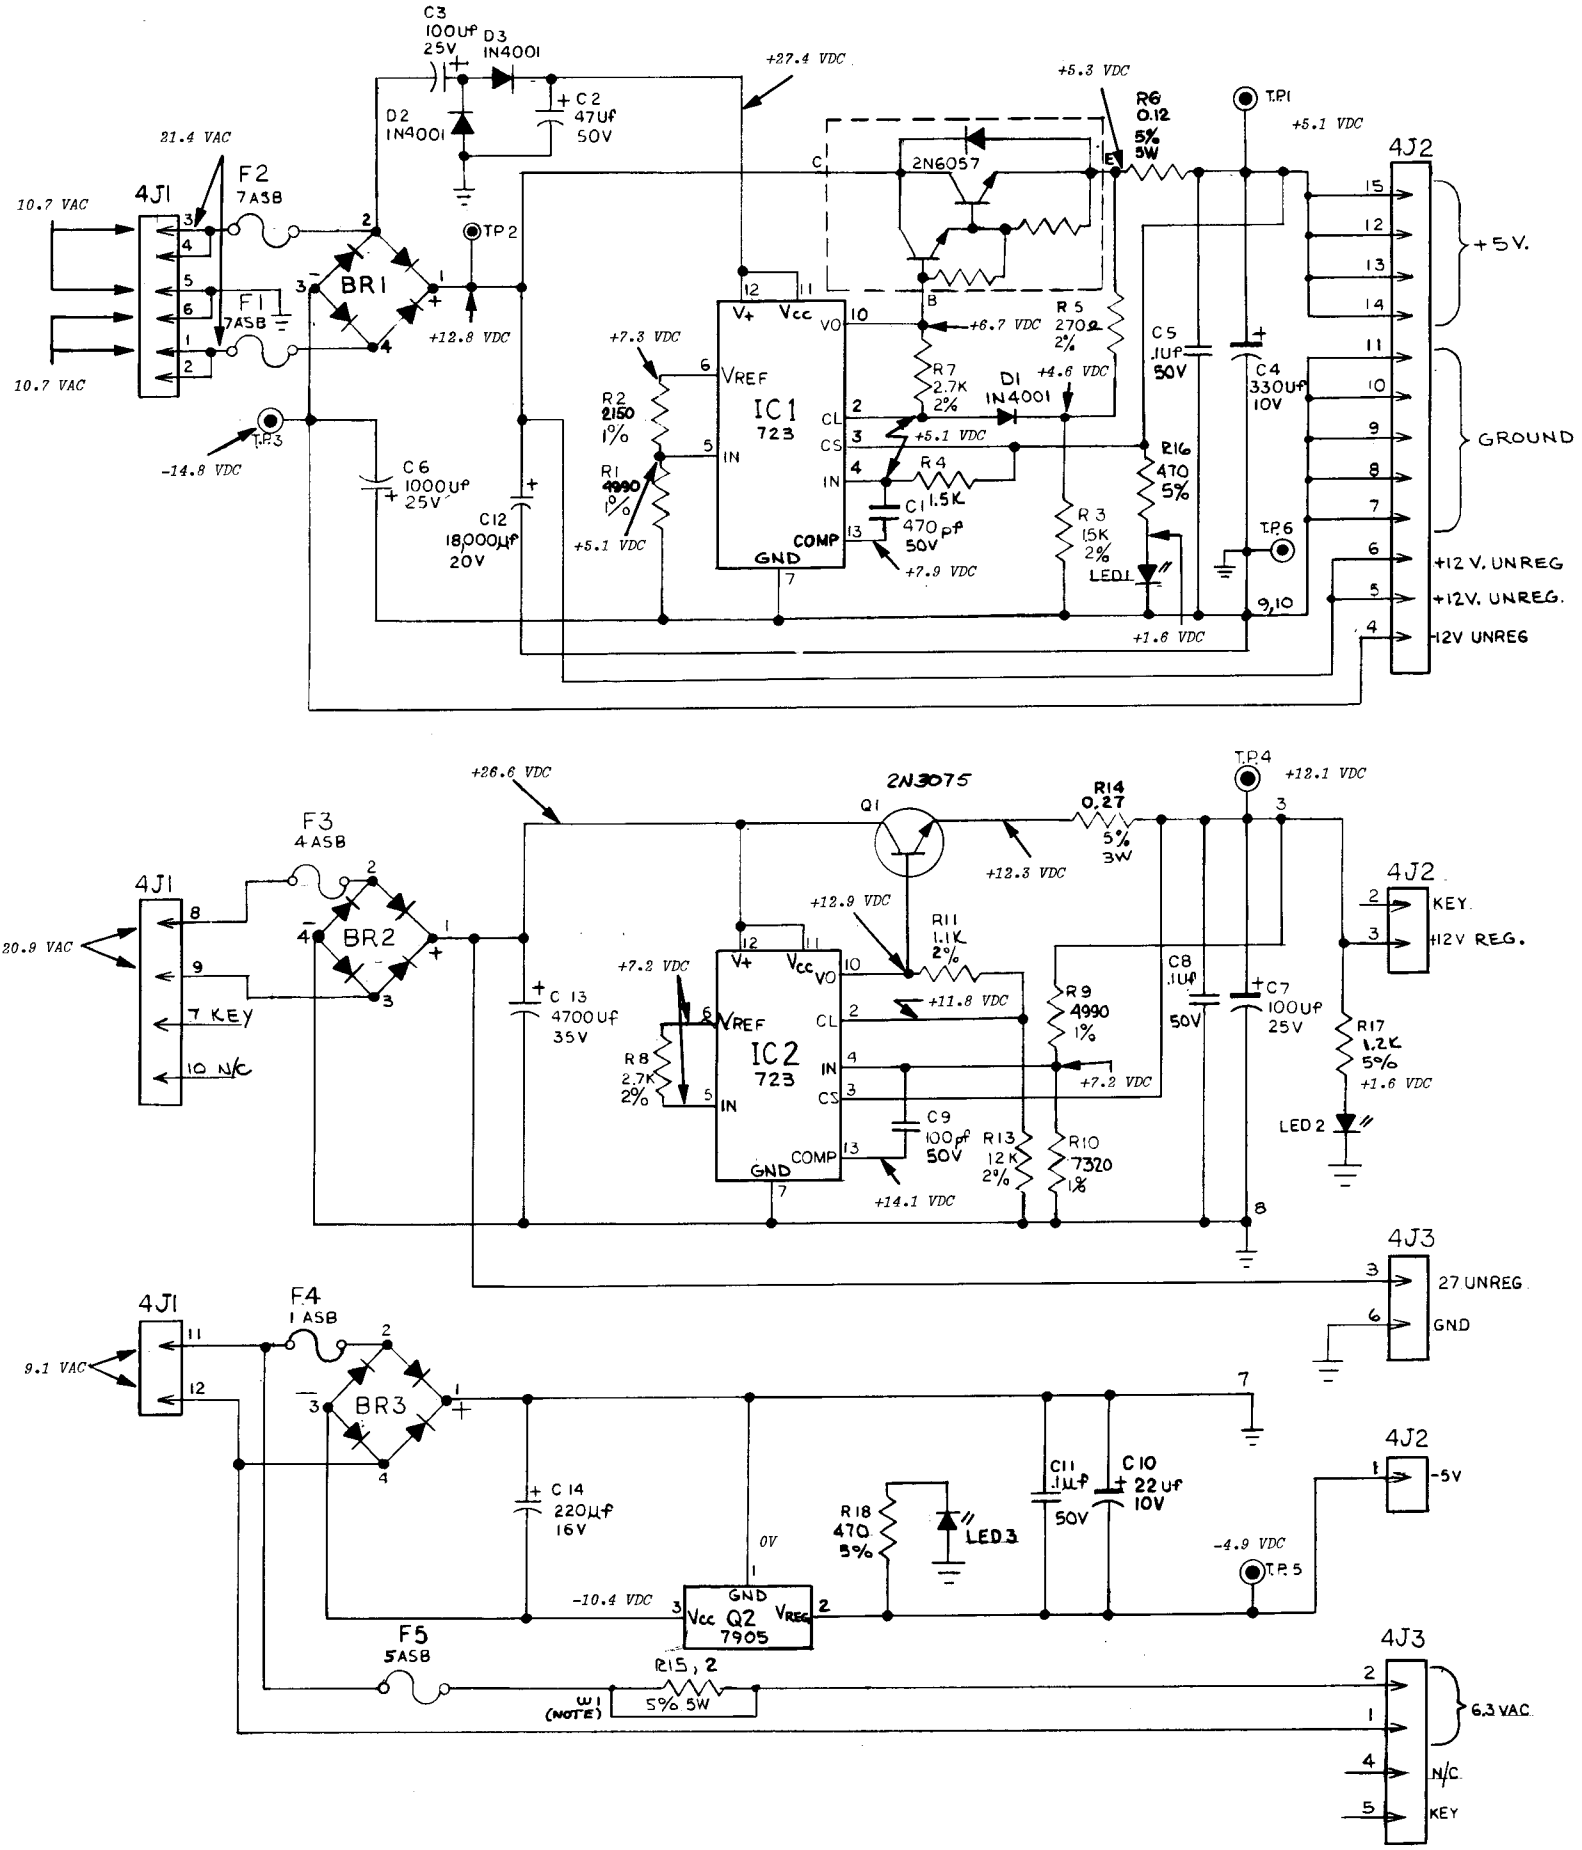 C3
100Uf
25V
+
D3
1N4001
+27.4 VDC
+5.3 VDC
R6
0.12
5%
5W
T.P.1
+5.1 VDC
D2
1N4001
+
C2
47Uf
50V
21.4 VAC
F2
7ASB
4J1
10.7 VAC
3
4
5
6
1
2
10.7 VAC
F1
7ASB
2
3
BR1
1
+
4
T.P.2
+12.8 VDC
T.P.3
-14.8 VDC
C6
1000Uf
25V
+
C12
18,000µf
20V
+
C
2N6057
E
B
12
11
V+
Vcc
VO
10
+6.7 VDC
+7.3 VDC
6
VREF
R2
2150
1%
IC1
723
5
IN
R1
4990
1%
+5.1 VDC
CL
2
CS
3
IN
4
COMP
13
GND
7
R7
2.7K
2%
D1
1N4001
+4.6 VDC
+5.1 VDC
R4
1.5K
C1
470pf
50V
+7.9 VDC
R5
270Ω
2%
R3
1.5K
2%
R16
470
5%
LED1
+1.6 VDC
C5
.1Uf
50V
+
C4
330Uf
10V
T.P.6
9,10
4J2
15
12
13
14
+5V.
11
10
9
8
7
GROUND
6
+12 V. UNREG
5
+12V. UNREG.
4
-12V UNREG
+26.6 VDC
2N3075
Q1
R14
0.27
5%
3W
T.P.4
+12.1 VDC
3
+12.3 VDC
F3
4ASB
4J1
20.9 VAC
8
9
7 KEY
10 N/C
2
4
BR2
1
+
3
+
C13
4700Uf
35V
+12.9 VDC
R11
1.1K
2%
12
11
V+
Vcc
VO
10
+7.2 VDC
6
VREF
R8
2.7K
2%
IC2
723
5
IN
CL
2
+11.8 VDC
IN
4
CS
3
COMP
13
GND
7
C9
100pf
50V
+14.1 VDC
R13
12K
2%
R9
4990
1%
+7.2 VDC
R10
7320
1%
C8
.1Uf
50V
+
C7
100Uf
25V
8
R17
1.2K
5%
+1.6 VDC
LED2
4J2
2
KEY
3
+12V REG.
4J3
3
27 UNREG.
6
GND
4J1
9.1 VAC
11
12
F4
1 ASB
2
3
BR3
1
+
4
+
C14
220µf
16V
-10.4 VDC
0V
1
GND
3
Vcc
Q2
7905
VREG
2
R18
470
5%
LED3
C11
.1µf
50V
C10
+
22uf
10V
7
-4.9 VDC
T.P.5
4J2
1
-5V
F5
5ASB
R15, 2
5% 5W
W1
(NOTE)
4J3
2
1
6.3 VAC
4
N/C
5
KEY